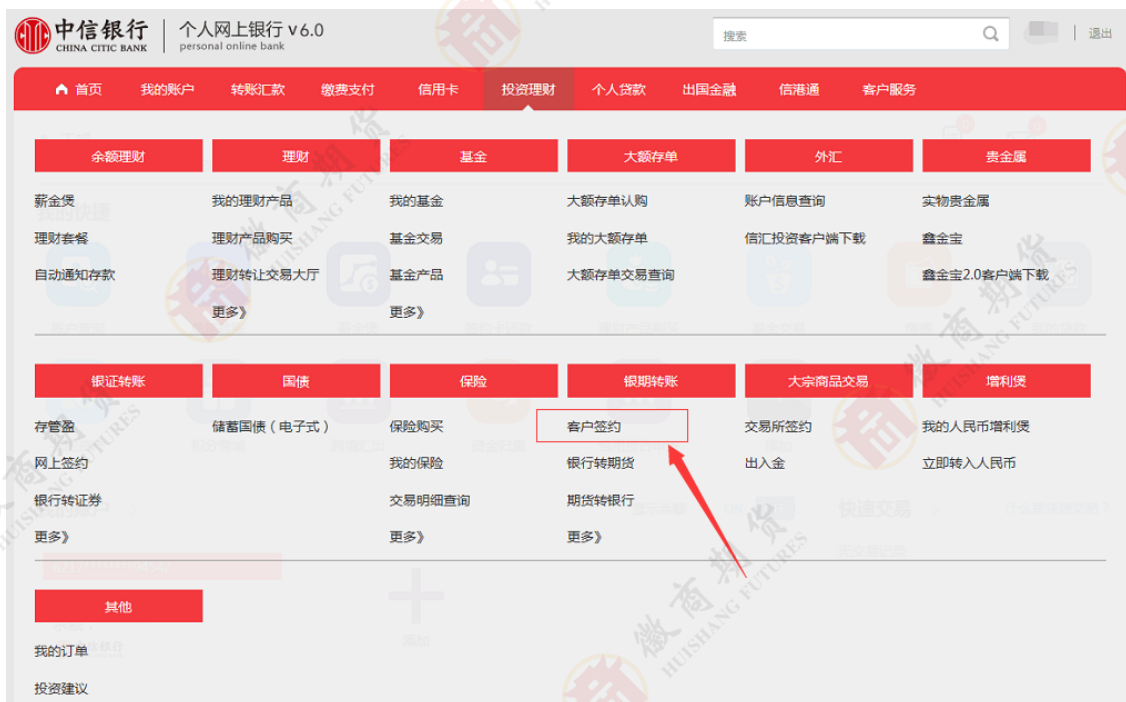 中信银行
CHINA CITIC BANK
个人网上银行 v6.0
personal online bank
搜索
退出
首页 我的账户 转账汇款 缴费支付 信用卡 投资理财 个人贷款 出国金融 信港通 客户服务
余额理财 理财 基金 大额存单 外汇 贵金属
薪金煲 我的理财产品 我的基金 大额存单认购 账户信息查询 实物贵金属
理财套餐 理财产品购买 基金交易 我的大额存单 信汇投资客户端下载 鑫金宝
自动通知存款 理财转让交易大厅 基金产品 大额存单交易查询 鑫金宝2.0客户端下载
更多》 更多》
银证转账 国债 保险 银期转账 大宗商品交易 增利煲
存管盈 储蓄国债（电子式） 保险购买 客户签约 交易所签约 我的人民币增利煲
网上签约 我的保险 银行转期货 出入金 立即转入人民币
银行转证券 交易明细查询 期货转银行
更多》 更多》 更多》
快速交易
添加
其他
我的订单
投资建议
徽商期货
HUISHANG FUTURES